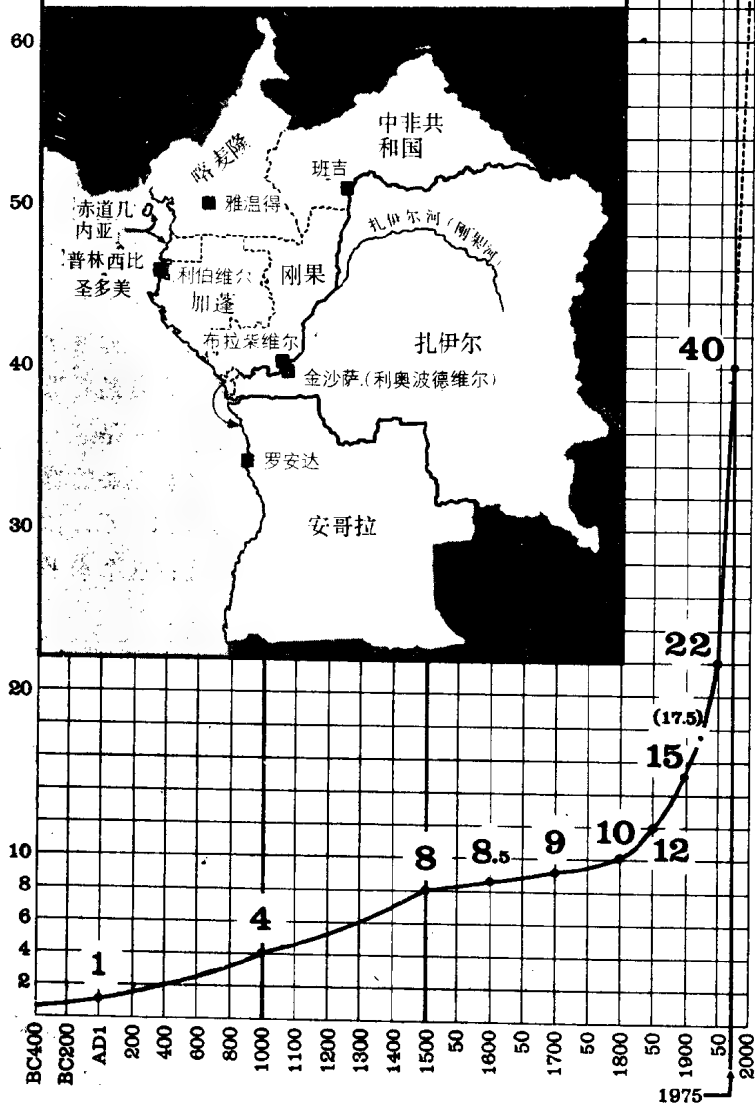 60
50
40
30
20
10
8
6
4
2
中非共
和国
喀麦隆
班吉
雅温得
扎伊尔河(刚果河)
赤道几
内亚
普林西比
圣多美
利伯维尔
加蓬
刚果
布拉柴维尔
扎伊尔
金沙萨(利奥波德维尔)
罗安达
安哥拉
40
22
(17.5)
15
12
10
9
8.5
8
4
1
BC400
BC200
AD1
200
400
600
800
1000
1100
1200
1300
1400
1500
50
1600
50
1700
50
1800
50
1900
50
2000
1975